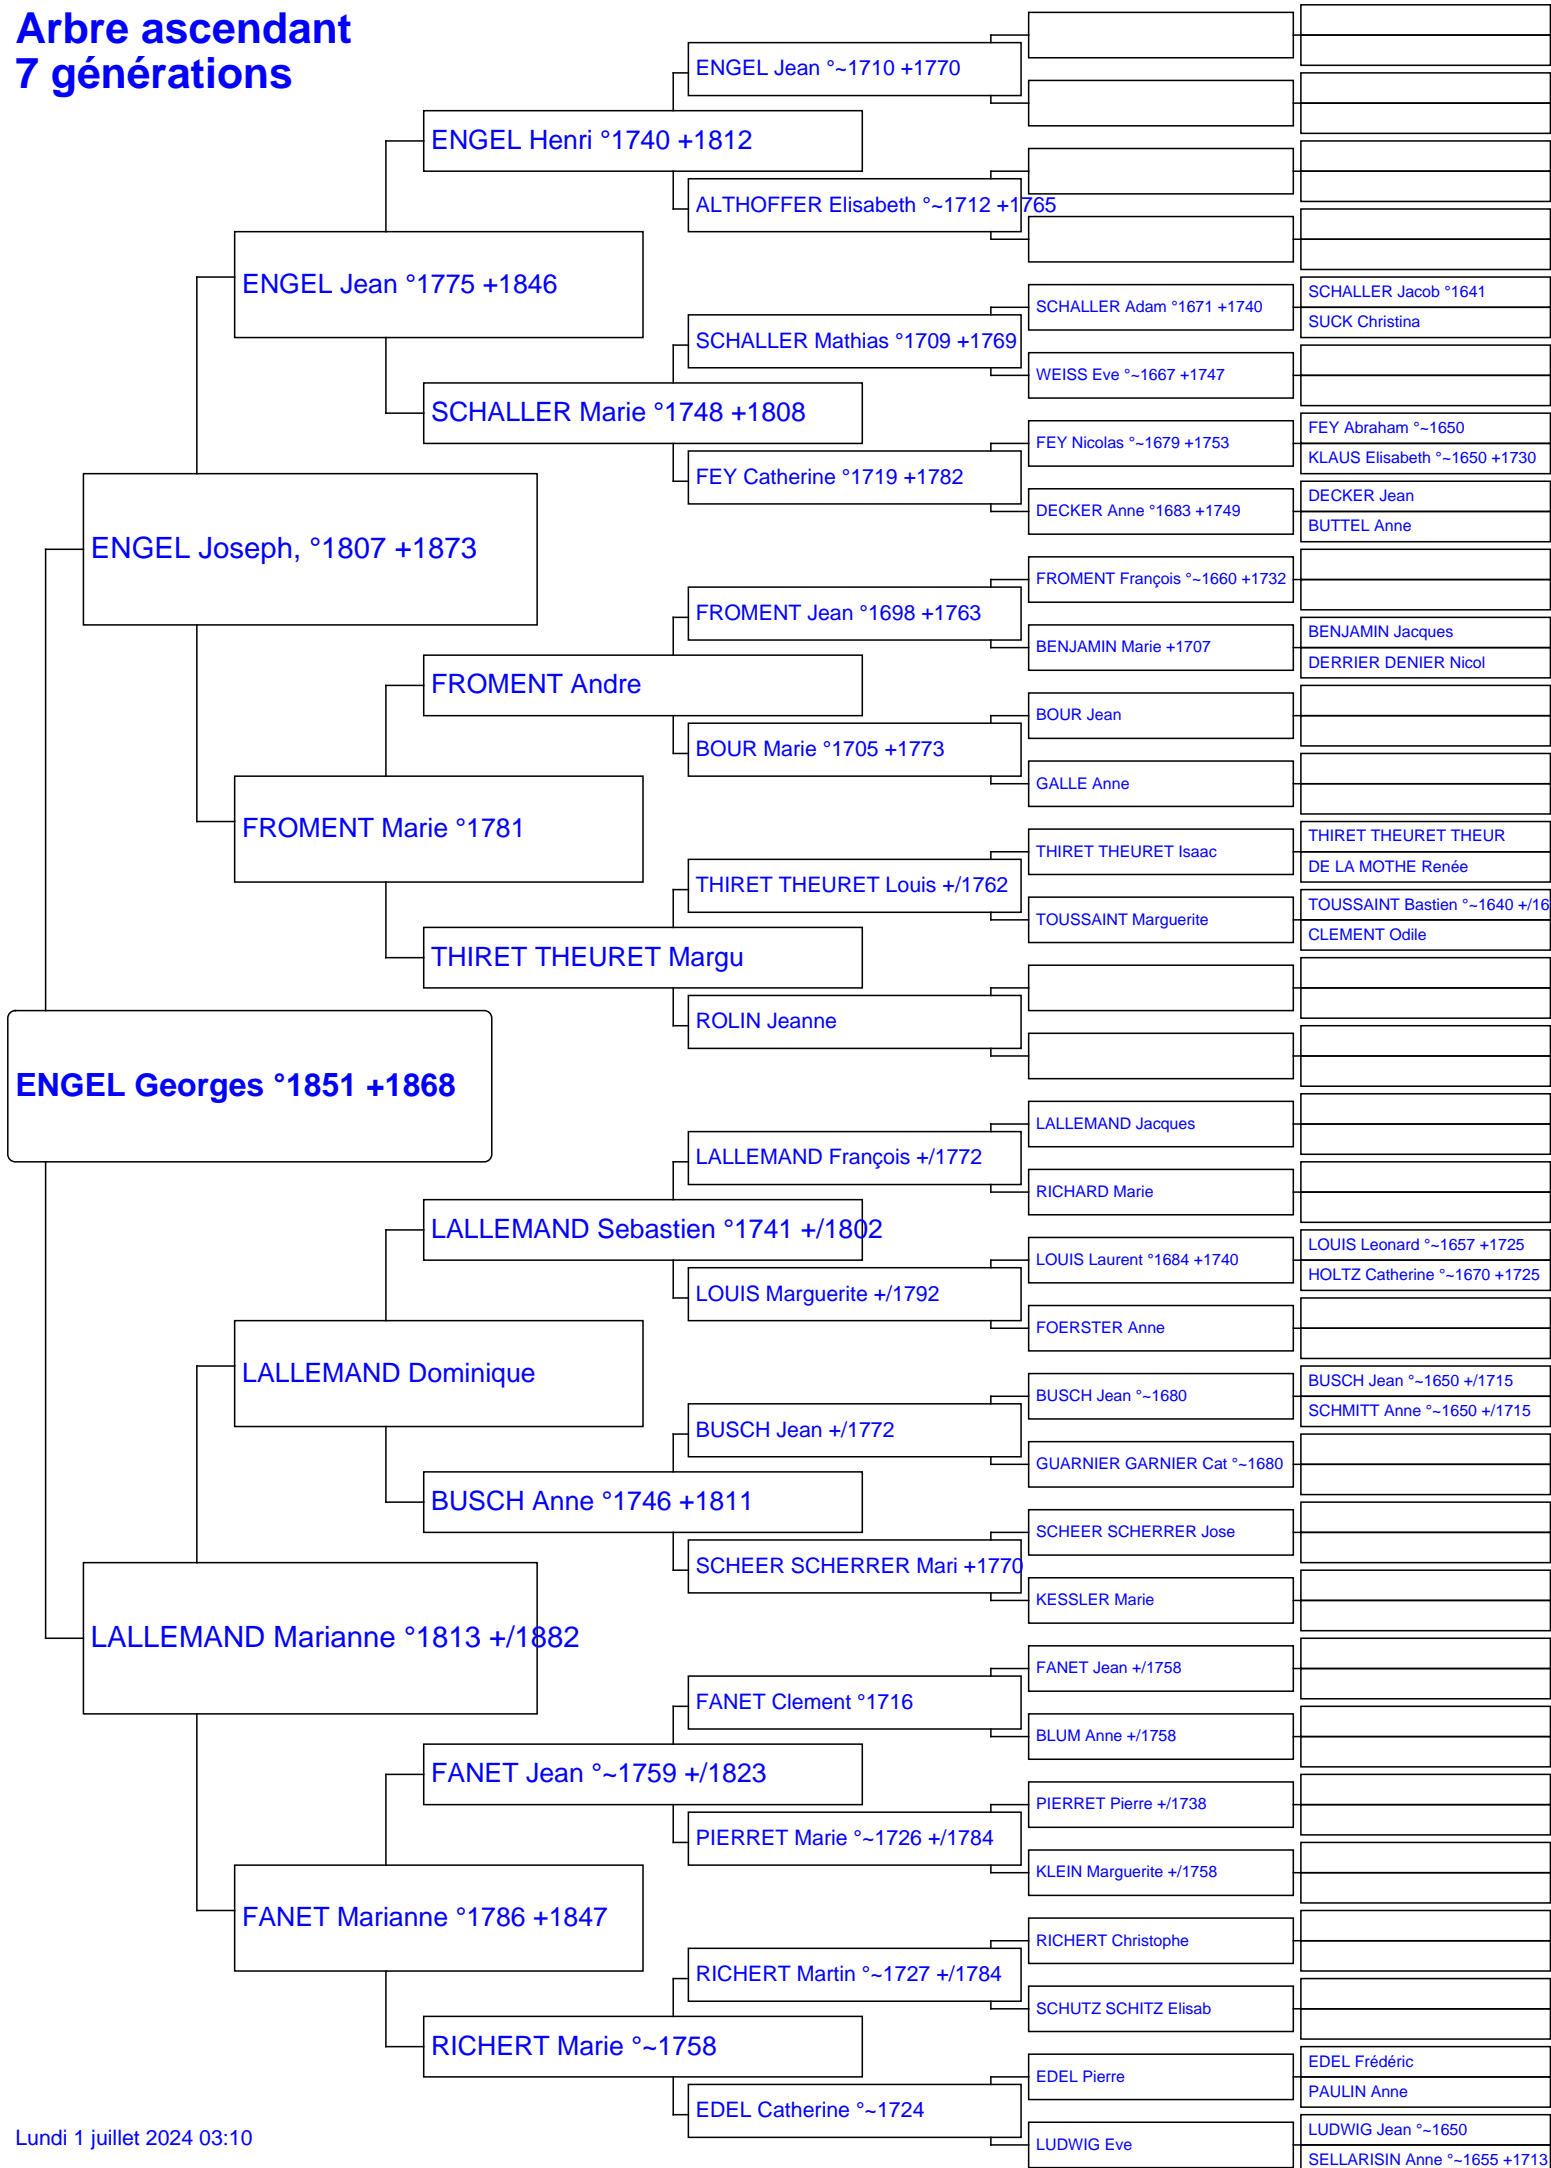 Arbre ascendant
7 générations
ENGEL Jean °~1710 +1770
ENGEL Henri °1740 +1812
ALTHOFFER Elisabeth °~1712 +1765
ENGEL Jean °1775 +1846
SCHALLER Jacob °1641
SCHALLER Adam °1671 +1740
SUCK Christina
SCHALLER Mathias °1709 +1769
WEISS Eve °~1667 +1747
SCHALLER Marie °1748 +1808
FEY Abraham °~1650
FEY Nicolas °~1679 +1753
KLAUS Elisabeth °~1650 +1730
FEY Catherine °1719 +1782
DECKER Jean
DECKER Anne °1683 +1749
BUTTEL Anne
ENGEL Joseph, °1807 +1873
FROMENT François °~1660 +1732
FROMENT Jean °1698 +1763
BENJAMIN Jacques
BENJAMIN Marie +1707
DERRIER DENIER Nicol
FROMENT Andre
BOUR Jean
BOUR Marie °1705 +1773
GALLE Anne
FROMENT Marie °1781
THIRET THEURET THEUR
THIRET THEURET Isaac
DE LA MOTHE Renée
THIRET THEURET Louis +/1762
TOUSSAINT Bastien °~1640 +/16
TOUSSAINT Marguerite
CLEMENT Odile
THIRET THEURET Margu
ROLIN Jeanne
ENGEL Georges °1851 +1868
LALLEMAND Jacques
LALLEMAND François +/1772
RICHARD Marie
LALLEMAND Sebastien °1741 +/1802
LOUIS Leonard °~1657 +1725
LOUIS Laurent °1684 +1740
HOLTZ Catherine °~1670 +1725
LOUIS Marguerite +/1792
FOERSTER Anne
LALLEMAND Dominique
BUSCH Jean °~1650 +/1715
BUSCH Jean °~1680
SCHMITT Anne °~1650 +/1715
BUSCH Jean +/1772
GUARNIER GARNIER Cat °~1680
BUSCH Anne °1746 +1811
SCHEER SCHERRER Jose
SCHEER SCHERRER Mari +1770
KESSLER Marie
LALLEMAND Marianne °1813 +/1882
FANET Jean +/1758
FANET Clement °1716
BLUM Anne +/1758
FANET Jean °~1759 +/1823
PIERRET Pierre +/1738
PIERRET Marie °~1726 +/1784
KLEIN Marguerite +/1758
FANET Marianne °1786 +1847
RICHERT Christophe
RICHERT Martin °~1727 +/1784
SCHUTZ SCHITZ Elisab
RICHERT Marie °~1758
EDEL Frédéric
EDEL Pierre
PAULIN Anne
EDEL Catherine °~1724
LUDWIG Jean °~1650
LUDWIG Eve
SELLARISIN Anne °~1655 +1713
Lundi 1 juillet 2024 03:10